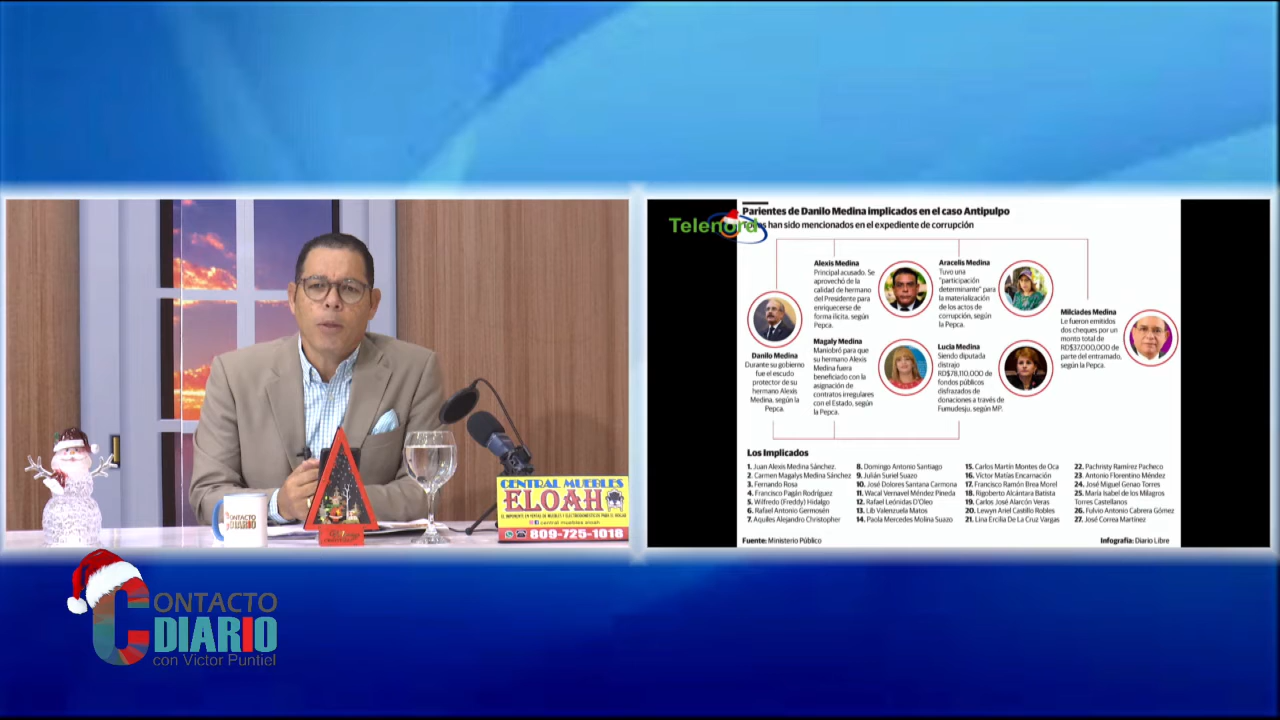 Parientes de Danilo Medina implicados en el caso Antipulpo
Telenord
han sido mencionados en el expediente de corrupción
Alexis Medina
Principal acusado. Se
aprovechó de la
calidad de hermano
del Presidente para
enriquecerse de
forma ilícita, según
Pepca.
Aracelis Medina
Tuvo una
"participación
determinante" para
la materialización
de los actos de
corrupción, según
la Pepca.
Milciades Medina
Le fueron emitidos
dos cheques por un
monto total de
RD$37,000,000 de
parte del entramado,
según la Pepca.
Danilo Medina
Durante su gobierno
fue el escudo
protector de su
hermano Alexis
Medina, según la
Pepca.
Magaly Medina
Maniobró para que
su hermano Alexis
Medina fuera
beneficiado con la
asignación de
contratos irregulares
con el Estado, según
la Pepca.
Lucía Medina
Siendo diputada
distrajo
RD$78,110,000 de
fondos públicos
disfrazados de
donaciones a través de
Fumudesju, según MP.
Los Implicados
1. Juan Alexis Medina Sánchez.
2. Carmen Magalys Medina Sánchez
3. Fernando Rosa
4. Francisco Pagán Rodríguez
5. Wilfredo (Freddy) Hidalgo
6. Rafael Antonio Germosén
7. Aquiles Alejandro Christopher
8. Domingo Antonio Santiago
9. Julián Suriel Suazo
10. José Dolores Santana Carmona
11. Wacal Vernavel Méndez Pineda
12. Rafael Leónidas D'Oleo
13. Lib Valenzuela Matos
14. Paola Mercedes Molina Suazo
15. Carlos Martín Montes de Oca
16. Víctor Matías Encarnación
17. Francisco Ramón Brea Morel
18. Rigoberto Alcántara Batista
19. Carlos José Alarcón Veras
20. Lewyn Ariel Castillo Robles
21. Lina Ercilia De La Cruz Vargas
22. Pachristy Ramírez Pacheco
23. Antonio Florentino Méndez
24. José Miguel Genao Torres
25. María Isabel de los Milagros
Torres Castellanos
26. Fulvio Antonio Cabrera Gómez
27. José Correa Martínez
Fuente: Ministerio Público
Infografía: Diario Libre
CENTRAL MUEBLES
ELOAH
central muebles eloah
809-725-1018
CONTACTO
DIARIO
CONTACTO
DIARIO
con Victor Puntiel